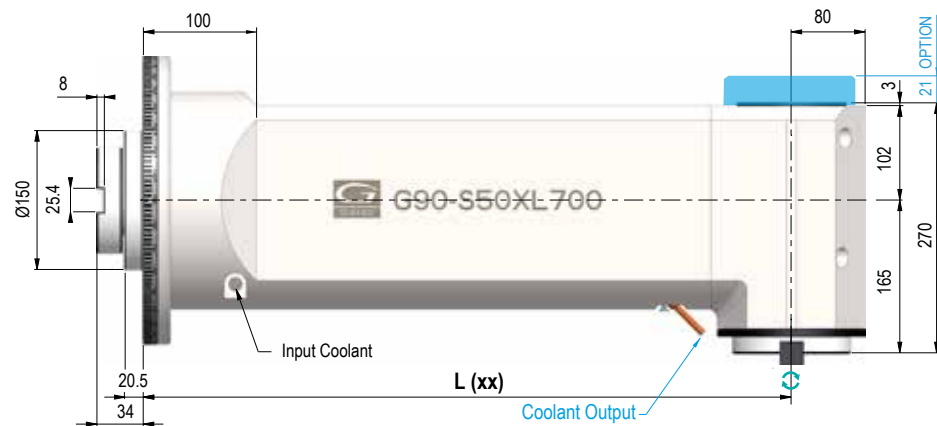 100
80
21 OPTION
8
3
Ø150
25.4
102
G90-S50XL700
270
165
Input Coolant
20.5
L (xx)
34
Coolant Output